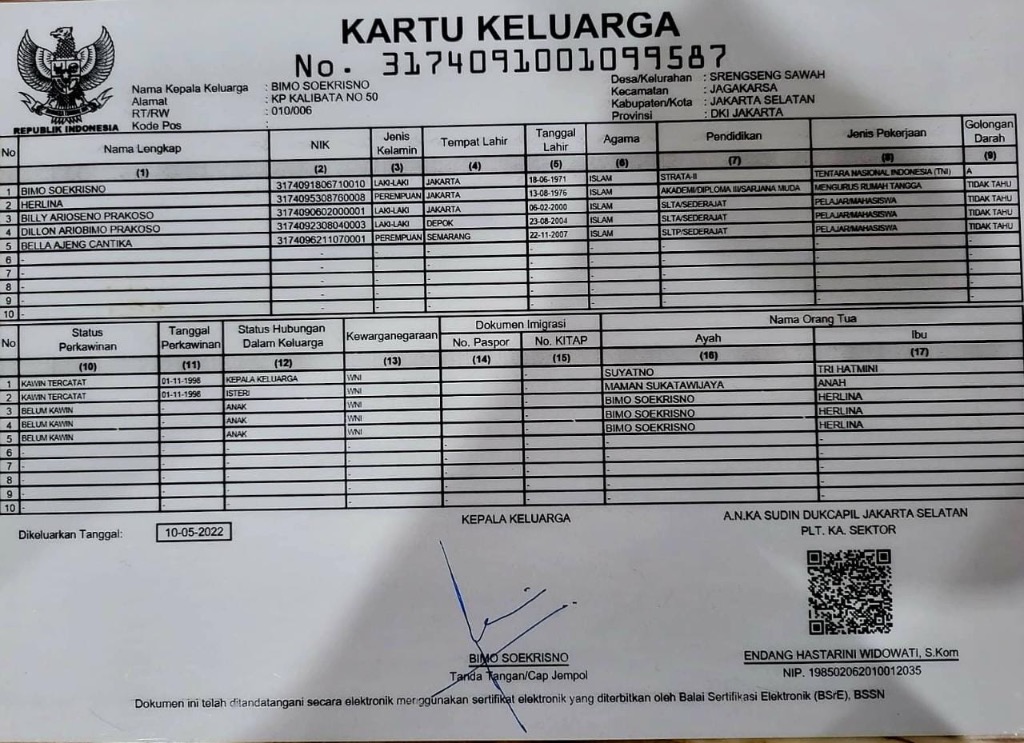 KARTU KELUARGA
No. 3174091001099587
REPUBLIK INDONESIA
Nama Kepala Keluarga : BIMO SOEKRISNO
Alamat : KP KALIBATA NO 50
RT/RW : 010/006
Kode Pos :
Desa/Kelurahan : SRENGSENG SAWAH
Kecamatan : JAGAKARSA
Kabupaten/Kota : JAKARTA SELATAN
Provinsi : DKI JAKARTA
No Nama Lengkap NIK Jenis Kelamin Tempat Lahir Tanggal Lahir Agama Pendidikan Jenis Pekerjaan Golongan Darah
(1) (2) (3) (4) (5) (6) (7) (8) (9)
1 BIMO SOEKRISNO 3174091806710010 LAKI-LAKI JAKARTA 18-06-1971 ISLAM STRATA-II TENTARA NASIONAL INDONESIA (TNI) A
2 HERLINA 3174095308760008 PEREMPUAN JAKARTA 13-08-1976 ISLAM AKADEMI/DIPLOMA III/SARJANA MUDA MENGURUS RUMAH TANGGA TIDAK TAHU
3 BILLY ARIOSENO PRAKOSO 3174090602000001 LAKI-LAKI JAKARTA 06-02-2000 ISLAM SLTA/SEDERAJAT PELAJAR/MAHASISWA TIDAK TAHU
4 DILLON ARIOBIMO PRAKOSO 3174092308040003 LAKI-LAKI DEPOK 23-08-2004 ISLAM SLTA/SEDERAJAT PELAJAR/MAHASISWA TIDAK TAHU
5 BELLA AJENG CANTIKA 3174096211070001 PEREMPUAN SEMARANG 22-11-2007 ISLAM SLTP/SEDERAJAT PELAJAR/MAHASISWA TIDAK TAHU
6 - - - - - - - -
7 - - - - - - - -
8 - - - - - - - -
9 - - - - - - - -
10 - - - - - - - -
No Status Perkawinan Tanggal Perkawinan Status Hubungan Dalam Keluarga Kewarganegaraan Dokumen Imigrasi Nama Orang Tua
No. Paspor No. KITAP Ayah Ibu
(10) (11) (12) (13) (14) (15) (16) (17)
1 KAWIN TERCATAT 01-11-1998 KEPALA KELUARGA WNI SUYATNO TRI HATMINI
2 KAWIN TERCATAT 01-11-1998 ISTERI WNI MAMAN SUKATAWIJAYA ANAH
3 BELUM KAWIN ANAK WNI BIMO SOEKRISNO HERLINA
4 BELUM KAWIN ANAK WNI BIMO SOEKRISNO HERLINA
5 BELUM KAWIN ANAK WNI BIMO SOEKRISNO HERLINA
6 - - - - -
7 - - - - -
8 - - - - -
9 - - - - -
10 - - - - -
Dikeluarkan Tanggal: 10-05-2022
KEPALA KELUARGA
BIMO SOEKRISNO
Tanda Tangan/Cap Jempol
A.N.KA SUDIN DUKCAPIL JAKARTA SELATAN
PLT. KA. SEKTOR
ENDANG HASTARINI WIDOWATI, S.Kom
NIP. 198502062010012035
Dokumen ini telah ditandatangani secara elektronik menggunakan sertifikat elektronik yang diterbitkan oleh Balai Sertifikasi Elektronik (BSrE), BSSN